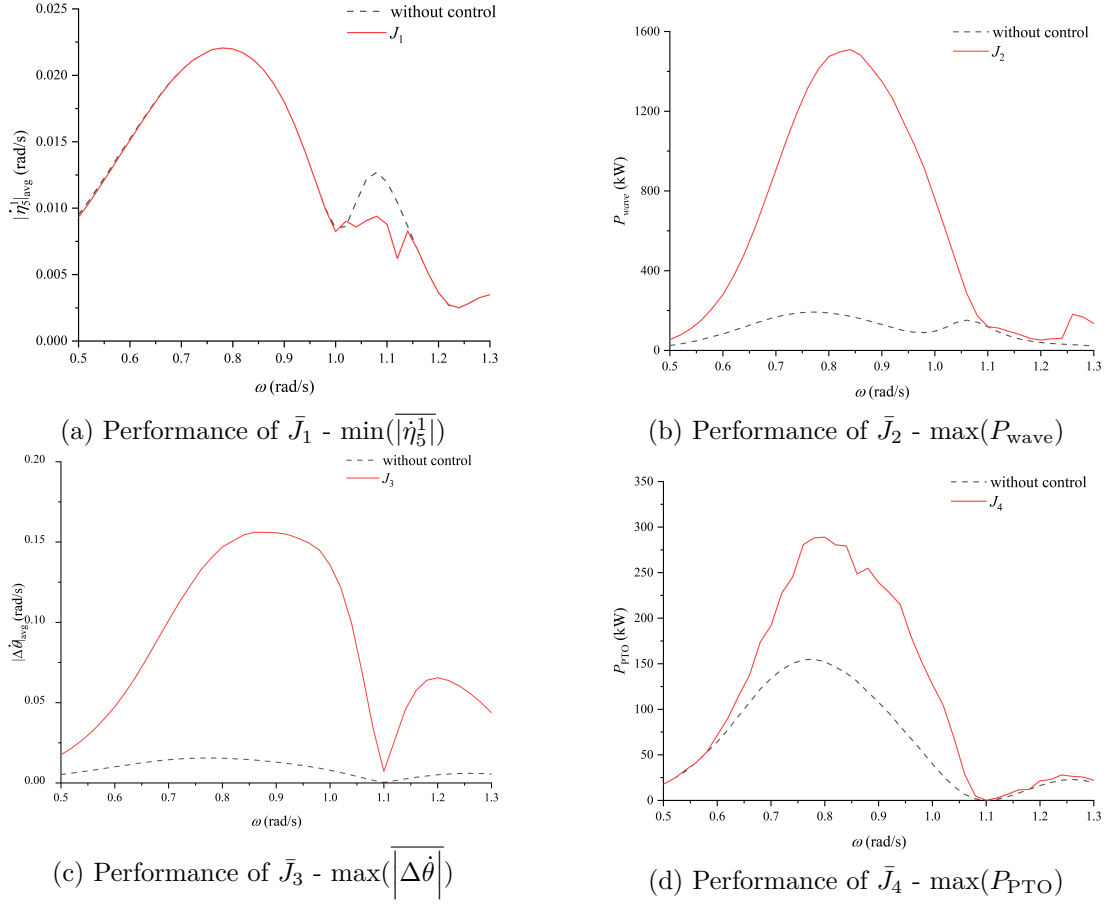 without control
J₁
0.025
0.020
0.015
0.010
0.005
0.000
|η̇₅¹|avg (rad/s)
0.5 0.6 0.7 0.8 0.9 1.0 1.1 1.2 1.3
ω (rad/s)
(a) Performance of J̄₁ - min(|η̇₅¹|)
without control
J₂
1600
1200
900
600
300
0
P_wave (kW)
0.5 0.6 0.7 0.8 0.9 1.0 1.1 1.2 1.3
ω (rad/s)
(b) Performance of J̄₂ - max(P_wave)
without control
J₃
0.20
0.15
0.10
0.05
0.00
|Δθ̇|avg (rad/s)
0.5 0.6 0.7 0.8 0.9 1.0 1.1 1.2 1.3
ω (rad/s)
(c) Performance of J̄₃ - max(|Δθ̇|)
without control
J₄
350
300
250
200
150
100
50
0
P_PTO (kW)
0.5 0.6 0.7 0.8 0.9 1.0 1.1 1.2 1.3
ω (rad/s)
(d) Performance of J̄₄ - max(P_PTO)